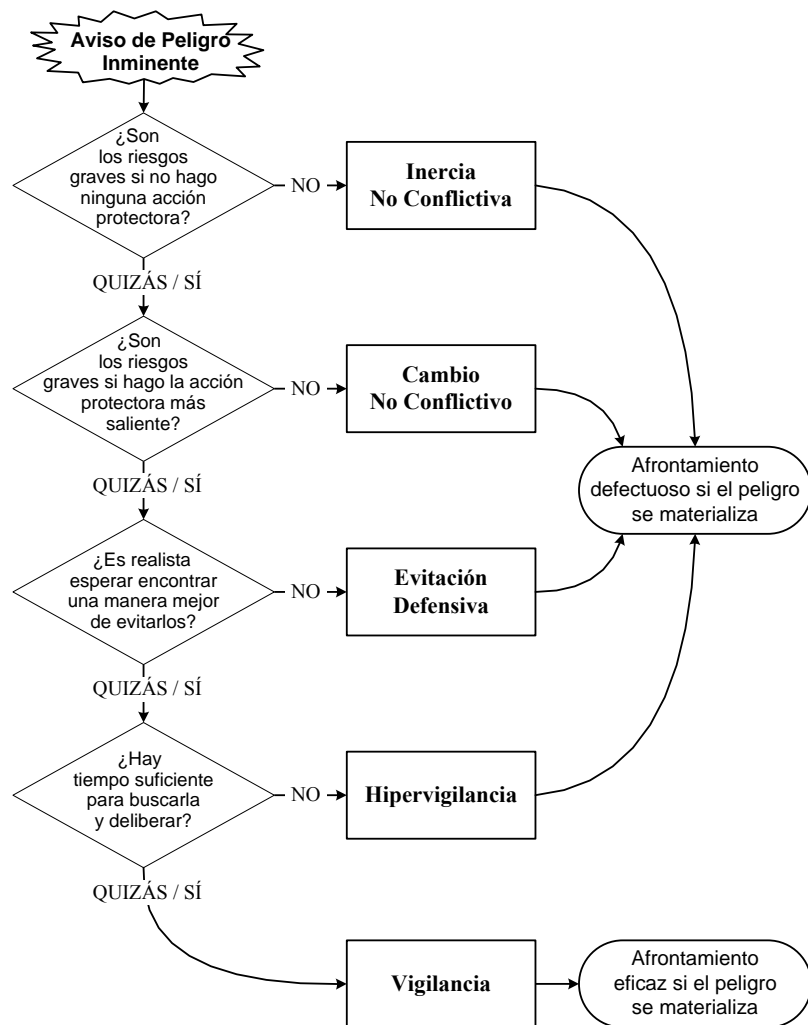 Aviso de Peligro
Inminente
¿Son
los riesgos
graves si no hago
ninguna acción
protectora?
NO
Inercia
No Conflictiva
QUIZÁS / SÍ
¿Son
los riesgos
graves si hago la acción
protectora más
saliente?
NO
Cambio
No Conflictivo
Afrontamiento
defectuoso si el peligro
se materializa
QUIZÁS / SÍ
¿Es realista
esperar encontrar
una manera mejor
de evitarlos?
NO
Evitación
Defensiva
QUIZÁS / SÍ
¿Hay
tiempo suficiente
para buscarla
y deliberar?
NO
Hipervigilancia
QUIZÁS / SÍ
Vigilancia
Afrontamiento
eficaz si el peligro
se materializa